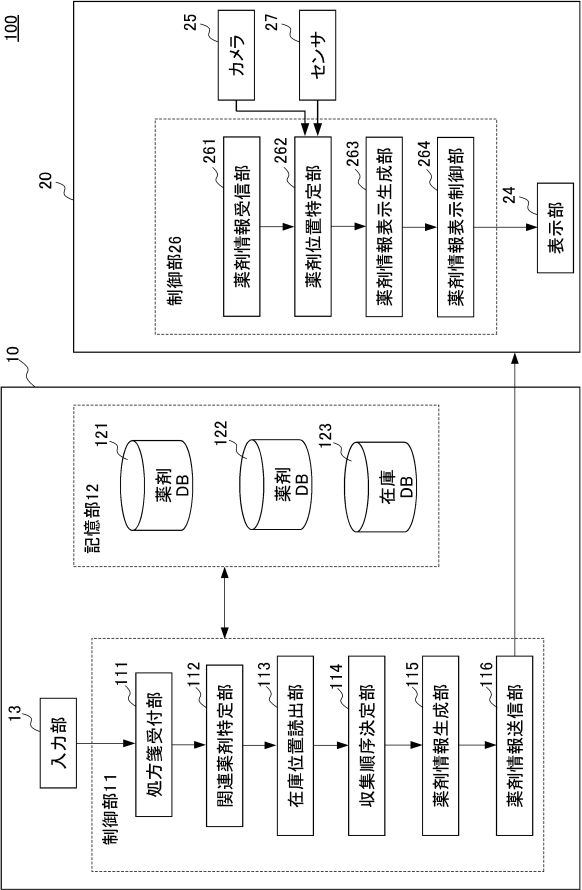 100
10
13
入力部
制御部11
111
処方箋受付部
112
関連薬剤特定部
113
在庫位置読出部
114
収集順序決定部
115
薬剤情報生成部
116
薬剤情報送信部
記憶部12
121
薬剤
DB
122
薬剤
DB
123
在庫
DB
20
25
カメラ
27
センサ
制御部26
261
薬剤情報受信部
262
薬剤位置特定部
263
薬剤情報表示生成部
264
薬剤情報表示制御部
24
表示部